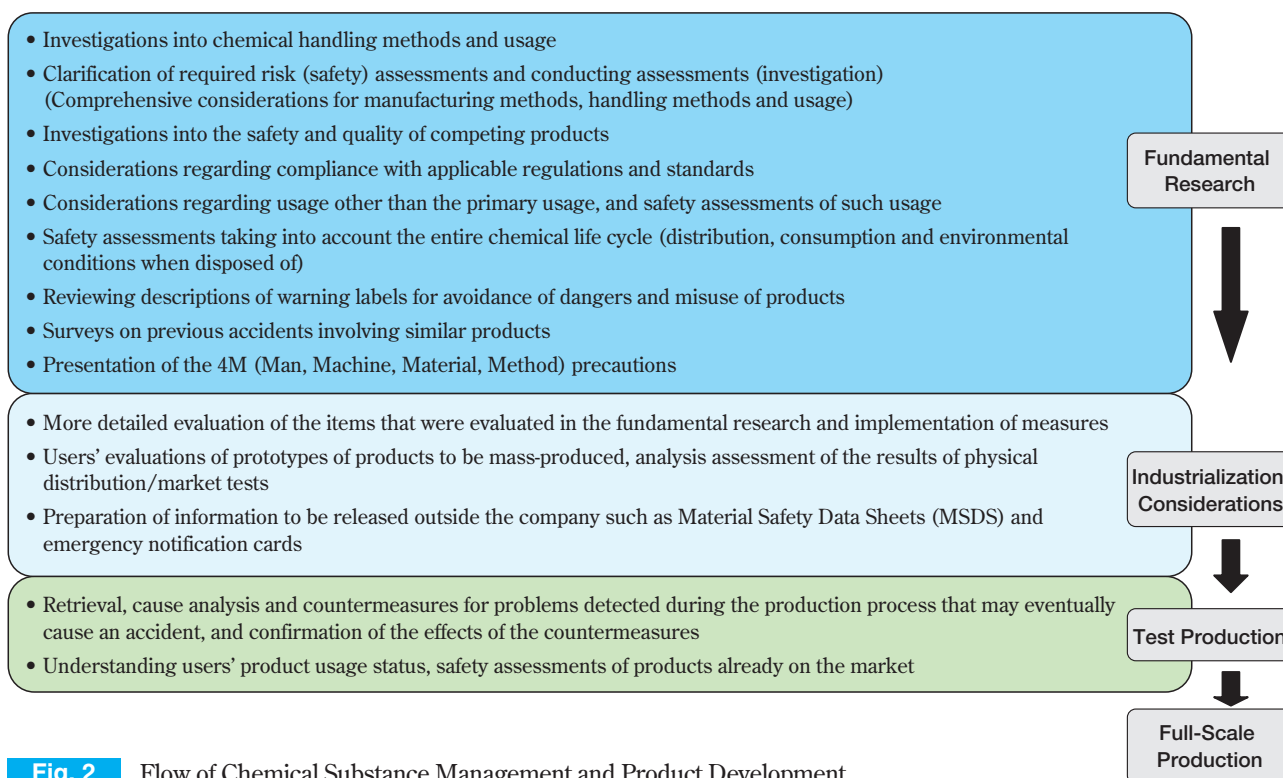 • Investigations into chemical handling methods and usage
• Clarification of required risk (safety) assessments and conducting assessments (investigation)
(Comprehensive considerations for manufacturing methods, handling methods and usage)
• Investigations into the safety and quality of competing products
• Considerations regarding compliance with applicable regulations and standards
• Considerations regarding usage other than the primary usage, and safety assessments of such usage
• Safety assessments taking into account the entire chemical life cycle (distribution, consumption and environmental
conditions when disposed of)
• Reviewing descriptions of warning labels for avoidance of dangers and misuse of products
• Surveys on previous accidents involving similar products
• Presentation of the 4M (Man, Machine, Material, Method) precautions
Fundamental
Research
• More detailed evaluation of the items that were evaluated in the fundamental research and implementation of measures
• Users’ evaluations of prototypes of products to be mass-produced, analysis assessment of the results of physical
distribution/market tests
• Preparation of information to be released outside the company such as Material Safety Data Sheets (MSDS) and
emergency notification cards
Industrialization
Considerations
• Retrieval, cause analysis and countermeasures for problems detected during the production process that may eventually
cause an accident, and confirmation of the effects of the countermeasures
• Understanding users’ product usage status, safety assessments of products already on the market
Test Production
Full-Scale
Production
Fig. 2 Flow of Chemical Substance Management and Product Development